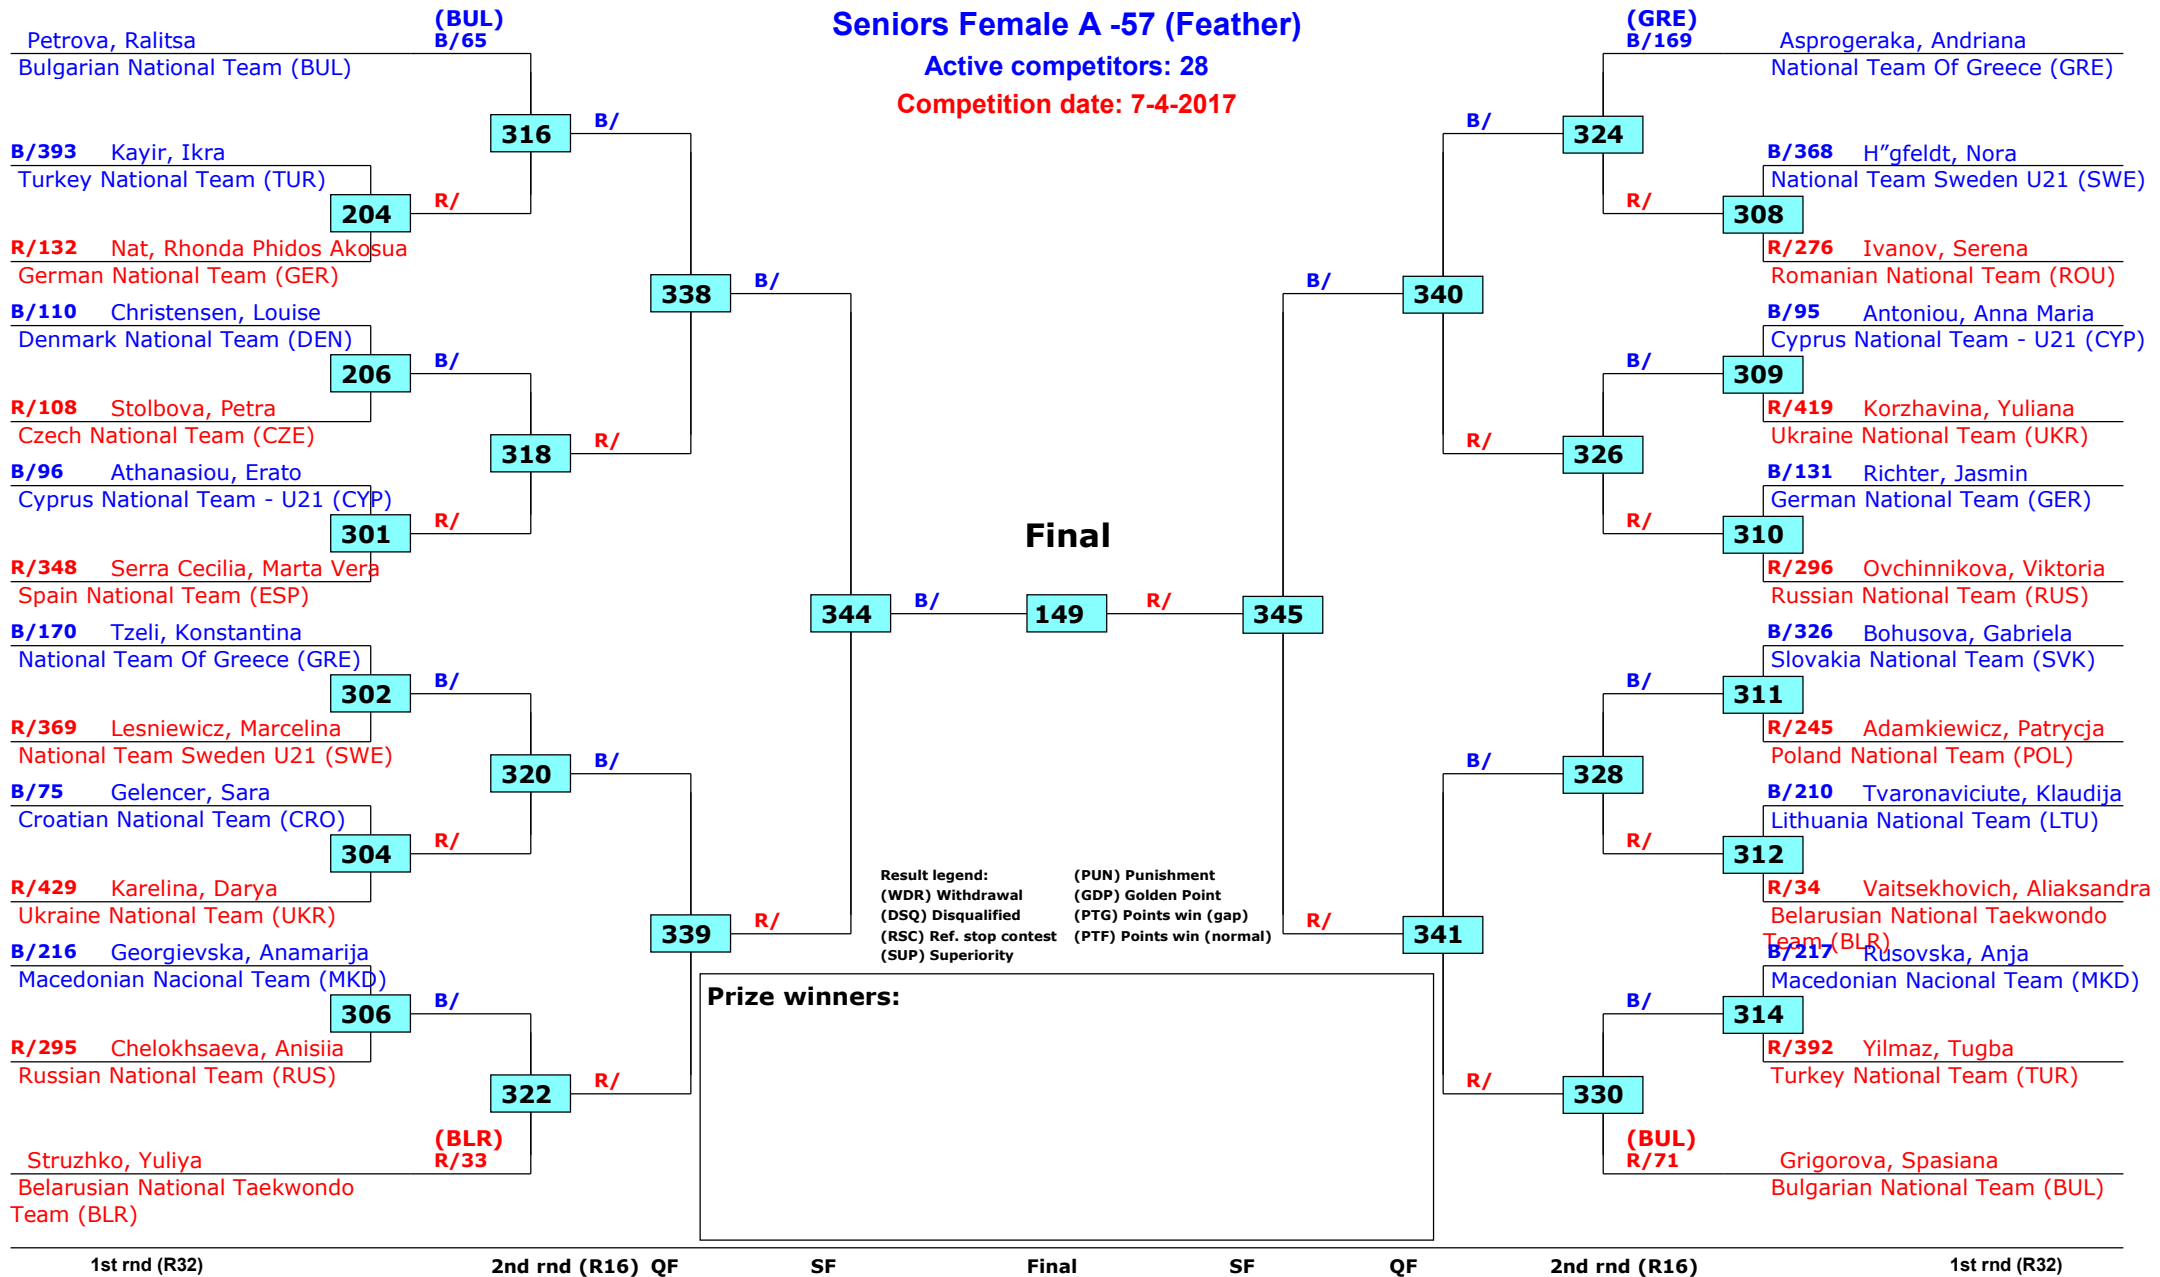 Seniors Female A -57 (Feather)
Active competitors: 28
Competition date: 7-4-2017
(BUL)
Petrova, Ralitsa B/65
Bulgarian National Team (BUL)
316 B/
B/393 Kayir, Ikra
Turkey National Team (TUR)
204 R/
R/132 Nat, Rhonda Phidos Akosua
German National Team (GER)
338 B/
B/110 Christensen, Louise
Denmark National Team (DEN)
206 B/
R/108 Stolbova, Petra
Czech National Team (CZE)
318 R/
B/96 Athanasiou, Erato
Cyprus National Team - U21 (CYP)
301 R/
R/348 Serra Cecilia, Marta Vera
Spain National Team (ESP)
B/170 Tzeli, Konstantina
National Team Of Greece (GRE)
302 B/
R/369 Lesniewicz, Marcelina
National Team Sweden U21 (SWE)
320 B/
B/75 Gelencer, Sara
Croatian National Team (CRO)
304 R/
R/429 Karelina, Darya
Ukraine National Team (UKR)
339 R/
B/216 Georgievska, Anamarija
Macedonian Nacional Team (MKD)
306 B/
R/295 Chelokhsaeva, Anisiia
Russian National Team (RUS)
322 R/
(BLR)
Struzhko, Yuliya R/33
Belarusian National Taekwondo
Team (BLR)
Final
344 B/ 149 R/ 345
(GRE)
B/169 Asprogeraka, Andriana
National Team Of Greece (GRE)
B/ 324
B/368 H”gfeldt, Nora
National Team Sweden U21 (SWE)
R/ 308
R/276 Ivanov, Serena
Romanian National Team (ROU)
B/ 340
B/95 Antoniou, Anna Maria
Cyprus National Team - U21 (CYP)
B/ 309
R/419 Korzhavina, Yuliana
Ukraine National Team (UKR)
R/ 326
B/131 Richter, Jasmin
German National Team (GER)
R/ 310
R/296 Ovchinnikova, Viktoria
Russian National Team (RUS)
B/326 Bohusova, Gabriela
Slovakia National Team (SVK)
B/ 311
R/245 Adamkiewicz, Patrycja
Poland National Team (POL)
B/ 328
B/210 Tvaronaviciute, Klaudija
Lithuania National Team (LTU)
R/ 312
R/34 Vaitsekhovich, Aliaksandra
Belarusian National Taekwondo
Team (BLR)
R/ 341
B/217 Rusovska, Anja
Macedonian Nacional Team (MKD)
B/ 314
R/392 Yilmaz, Tugba
Turkey National Team (TUR)
R/ 330
(BUL)
R/71 Grigorova, Spasiana
Bulgarian National Team (BUL)
Result legend: (PUN) Punishment
(WDR) Withdrawal (GDP) Golden Point
(DSQ) Disqualified (PTG) Points win (gap)
(RSC) Ref. stop contest (PTF) Points win (normal)
(SUP) Superiority
Prize winners:
1st rnd (R32) 2nd rnd (R16) QF SF Final SF QF 2nd rnd (R16) 1st rnd (R32)